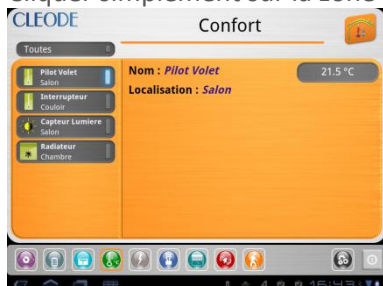 Cliquer simplement sur la zone
CLEODE
Confort
Toutes
Pilot Volet
Salon
Interrupteur
Couloir
Capteur Lumiere
Salon
Radiateur
Chambre
Nom : Pilot Volet
Localisation : Salon
21.5 °C